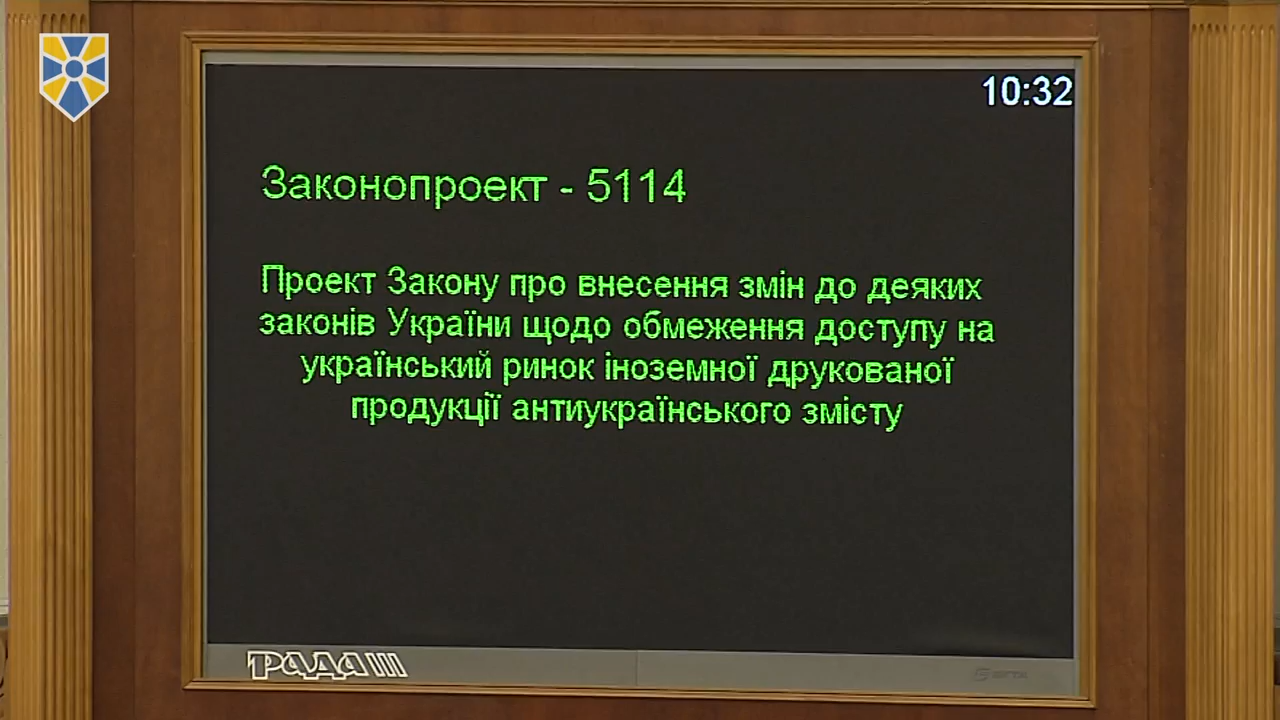 10:32
Законопроект - 5114
Проект Закону про внесення змін до деяких
законів України щодо обмеження доступу на
український ринок іноземної друкованої
продукції антиукраїнського змісту
РАДА III